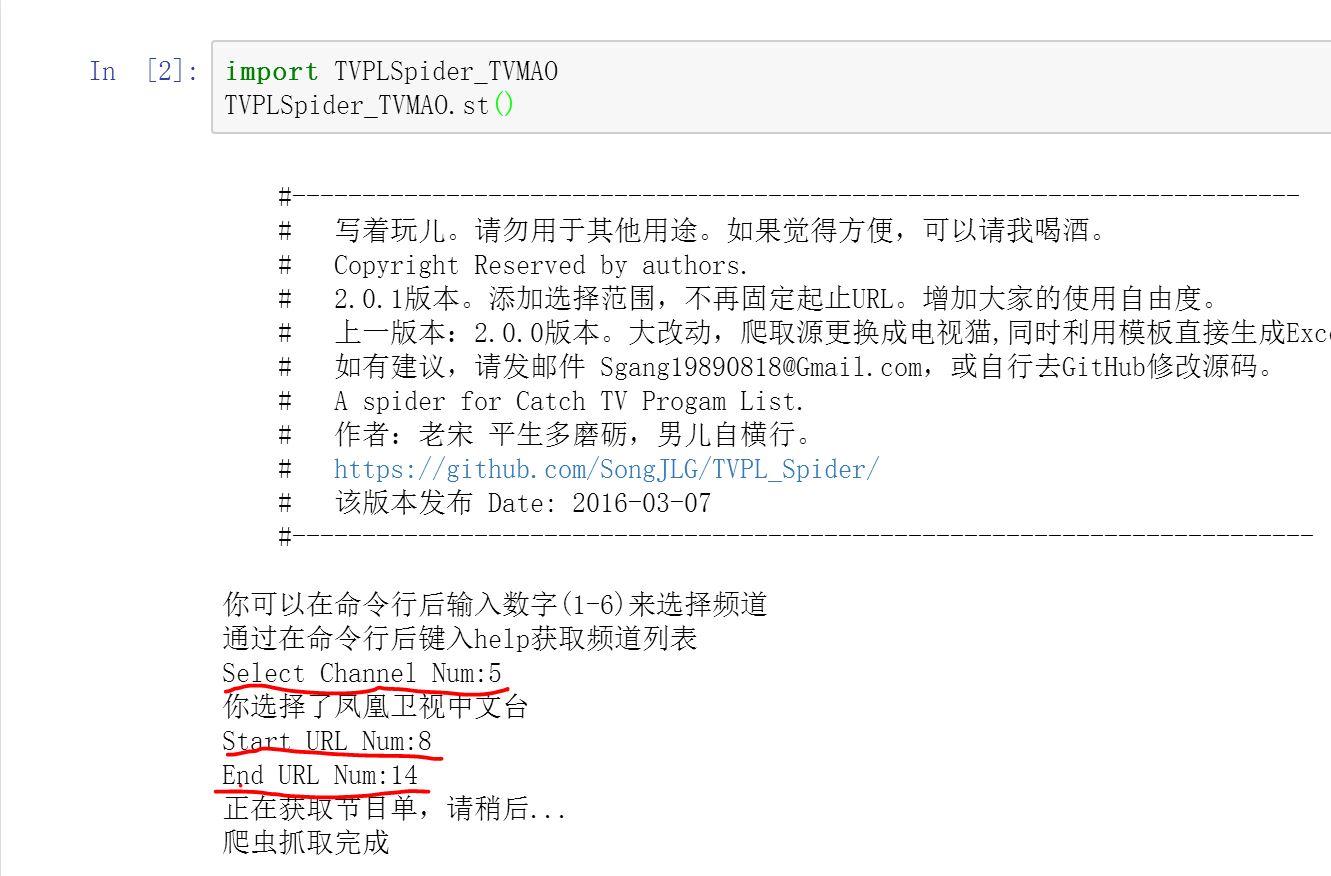 In [2]: import TVPLSpider_TVMAO
TVPLSpider_TVMAO.st()
#------------------------------------------------------------------------
# 写着玩儿。请勿用于其他用途。如果觉得方便，可以请我喝酒。
# Copyright Reserved by authors.
# 2.0.1版本。添加选择范围，不再固定起止URL。增加大家的使用自由度。
# 上一版本：2.0.0版本。大改动，爬取源更换成电视猫,同时利用模板直接生成Exc
# 如有建议，请发邮件 Sgang19890818@Gmail.com，或自行去GitHub修改源码。
# A spider for Catch TV Progam List.
# 作者：老宋 平生多磨砺，男儿自横行。
# https://github.com/SongJLG/TVPL_Spider/
# 该版本发布 Date: 2016-03-07
#-------------------------------------------------------------------------
你可以在命令行后输入数字(1-6)来选择频道
通过在命令行后键入help获取频道列表
Select Channel Num:5
你选择了凤凰卫视中文台
Start URL Num:8
End URL Num:14
正在获取节目单，请稍后...
爬虫抓取完成